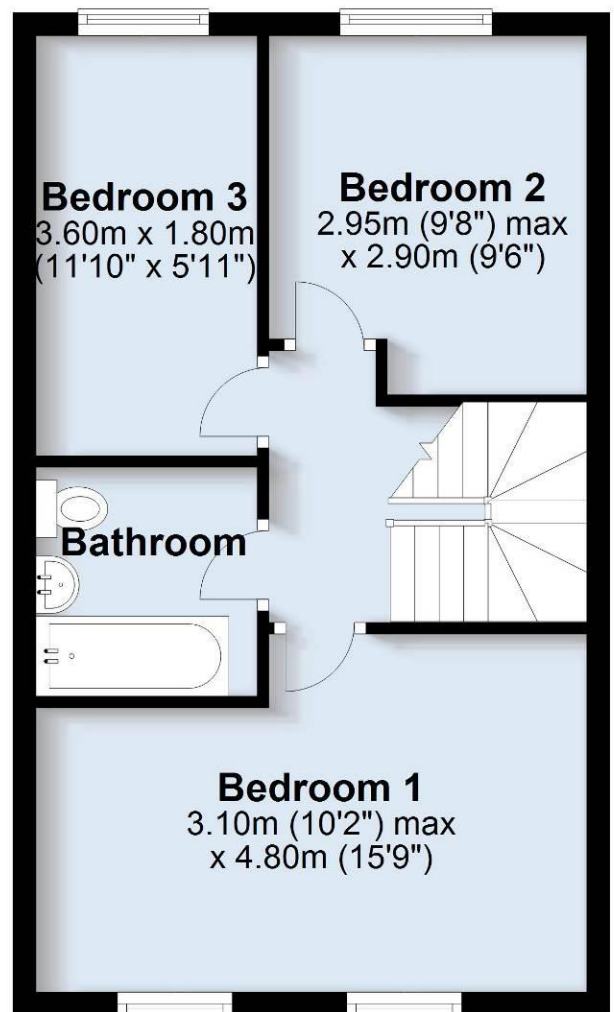 Bedroom 3
3.60m x 1.80m
(11'10" x 5'11")
Bedroom 2
2.95m (9'8") max
x 2.90m (9'6")
Bathroom
Bedroom 1
3.10m (10'2") max
x 4.80m (15'9")